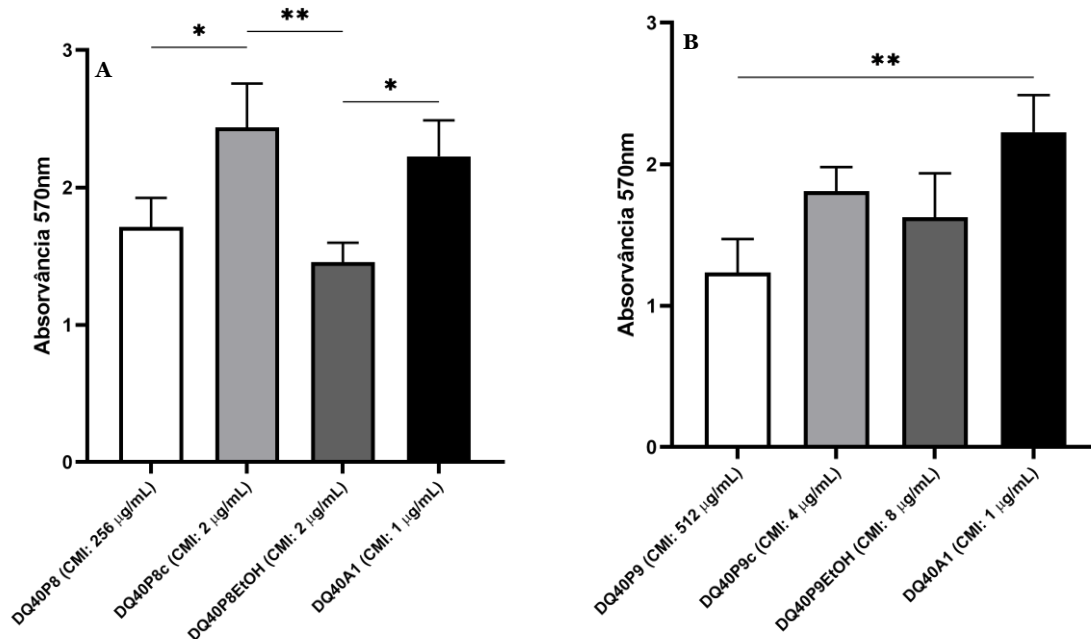 A
Absorvância 570nm
3
2
1
0
*
**
*
DQ40P8 (CMI: 256 µg/mL)
DQ40P8c (CMI: 2 µg/mL)
DQ40P8EtOH (CMI: 2 µg/mL)
DQ40A1 (CMI: 1 µg/mL)
B
Absorvância 570nm
3
2
1
0
**
DQ40P9 (CMI: 512 µg/mL)
DQ40P9c (CMI: 4 µg/mL)
DQ40P9EtOH (CMI: 8 µg/mL)
DQ40A1 (CMI: 1 µg/mL)